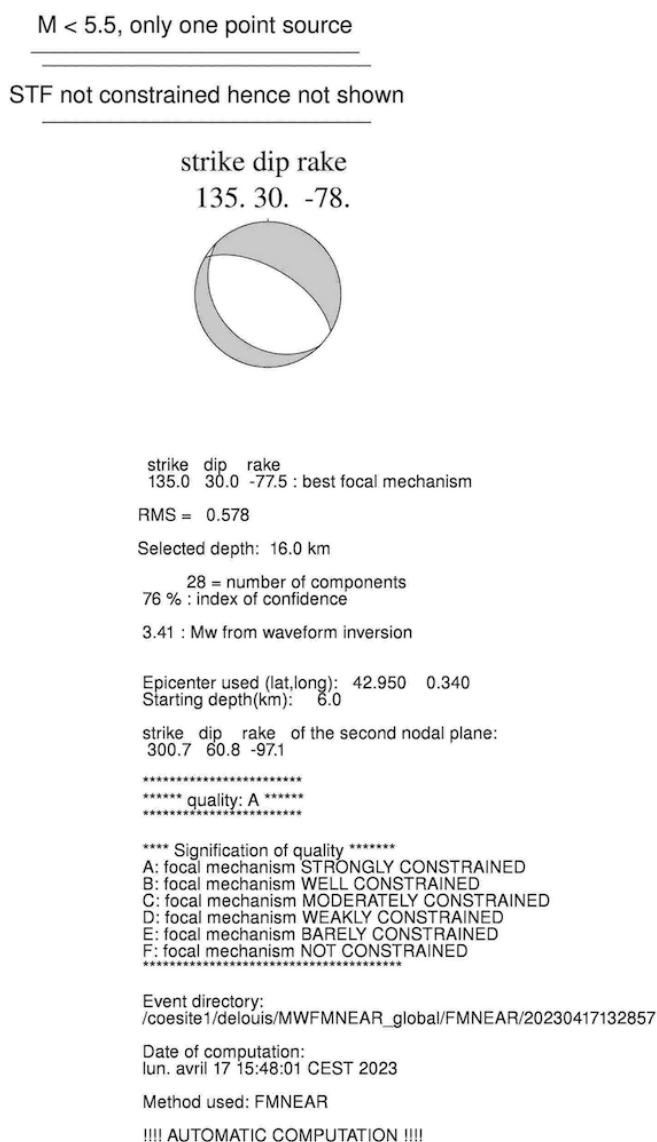 M < 5.5, only one point source
STF not constrained hence not shown
strike dip rake
135. 30. -78.
strike dip rake
135.0 30.0 -77.5 : best focal mechanism
RMS = 0.578
Selected depth: 16.0 km
28 = number of components
76 % : index of confidence
3.41 : Mw from waveform inversion
Epicenter used (lat,long): 42.950 0.340
Starting depth(km): 6.0
strike dip rake of the second nodal plane:
300.7 60.8 -97.1
************************
****** quality: A ******
************************
**** Signification of quality *******
A: focal mechanism STRONGLY CONSTRAINED
B: focal mechanism WELL CONSTRAINED
C: focal mechanism MODERATELY CONSTRAINED
D: focal mechanism WEAKLY CONSTRAINED
E: focal mechanism BARELY CONSTRAINED
F: focal mechanism NOT CONSTRAINED
***************************************
Event directory:
/coesite1/delouis/MWFMNEAR_global/FMNEAR/20230417132857
Date of computation:
lun. avril 17 15:48:01 CEST 2023
Method used: FMNEAR
!!!! AUTOMATIC COMPUTATION !!!!